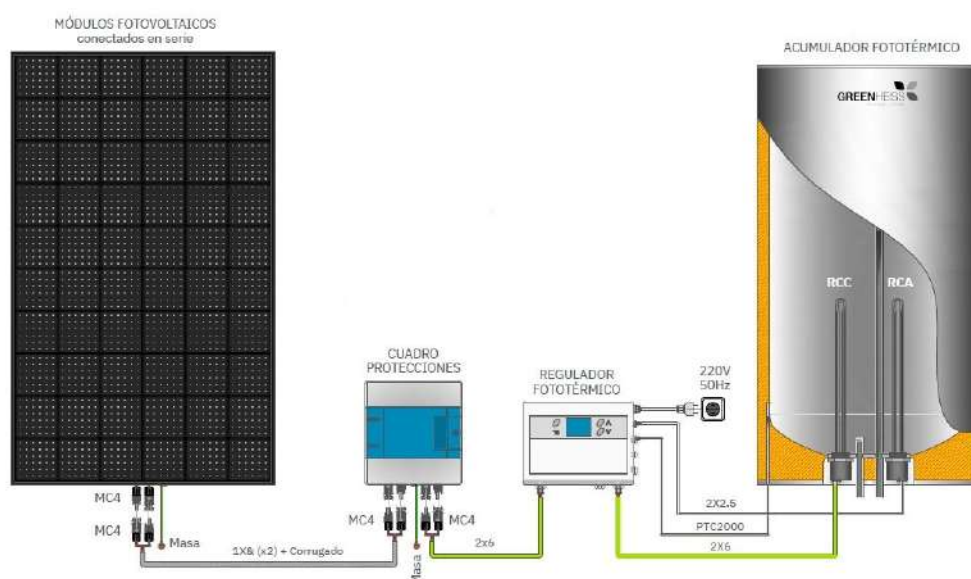 MÓDULOS FOTOVOLTAICOS
conectados en serie
ACUMULADOR FOTOTÉRMICO
GREENHESS
RCC
RCA
CUADRO
PROTECCIONES
REGULADOR
FOTOTÉRMICO
220V
50Hz
MC4
MC4
Masa
1X& (x2) + Corrugado
MC4
MC4
Masa
2x6
2X2.5
PTC2000
2X6